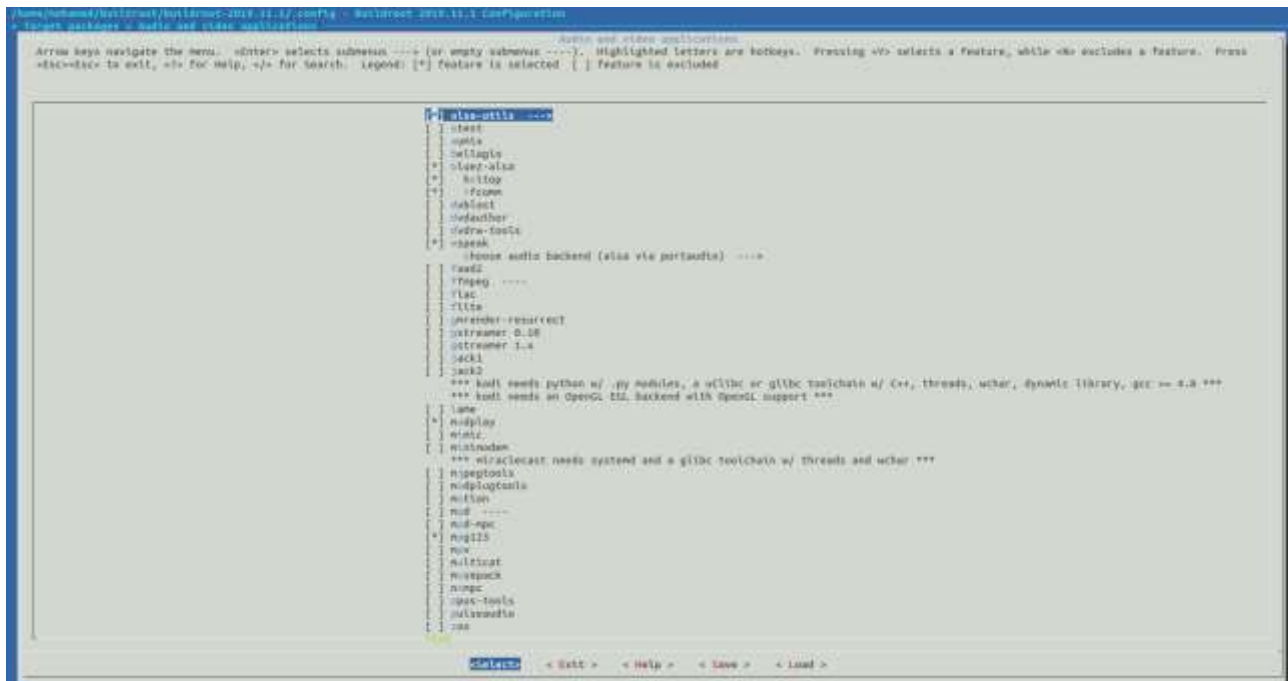 /home/mohamed/buildroot/buildroot-2019.11.1/.config - Buildroot 2019.11.1 Configuration
> Target packages > Audio and video applications
Audio and video applications
Arrow keys navigate the menu. <Enter> selects submenus ---> (or empty submenus ----). Highlighted letters are hotkeys. Pressing <Y> selects a feature, while <N> excludes a feature. Press
<Esc><Esc> to exit, <?> for Help, </> for Search. Legend: [*] feature is selected [ ] feature is excluded
[*] alsa-utils --->
[ ] atest
[ ] aumix
[ ] bellagio
[*] bluez-alsa
[*] hcitop
[*] rfcomm
[ ] dvblast
[ ] dvdauthor
[ ] dvdrw-tools
[*] espeak
choose audio backend (alsa via portaudio) --->
[ ] faad2
[ ] ffmpeg ----
[ ] flac
[ ] flite
[ ] gmrender-resurrect
[ ] gstreamer 0.10
[ ] gstreamer 1.x
[ ] jack1
[ ] jack2
*** kodi needs python w/ .py modules, a uClibc or glibc toolchain w/ C++, threads, wchar, dynamic library, gcc >= 4.8 ***
*** kodi needs an OpenGL EGL backend with OpenGL support ***
[ ] lame
[*] madplay
[ ] mimic
[ ] minimodem
*** miraclecast needs systemd and a glibc toolchain w/ threads and wchar ***
[ ] mjpegtools
[ ] modplugtools
[ ] motion
[ ] mpd ----
[ ] mpd-mpc
[*] mpg123
[ ] mpv
[ ] multicat
[ ] musepack
[ ] ncmpc
[ ] opus-tools
[ ] pulseaudio
[ ] sox
<Select> < Exit > < Help > < Save > < Load >